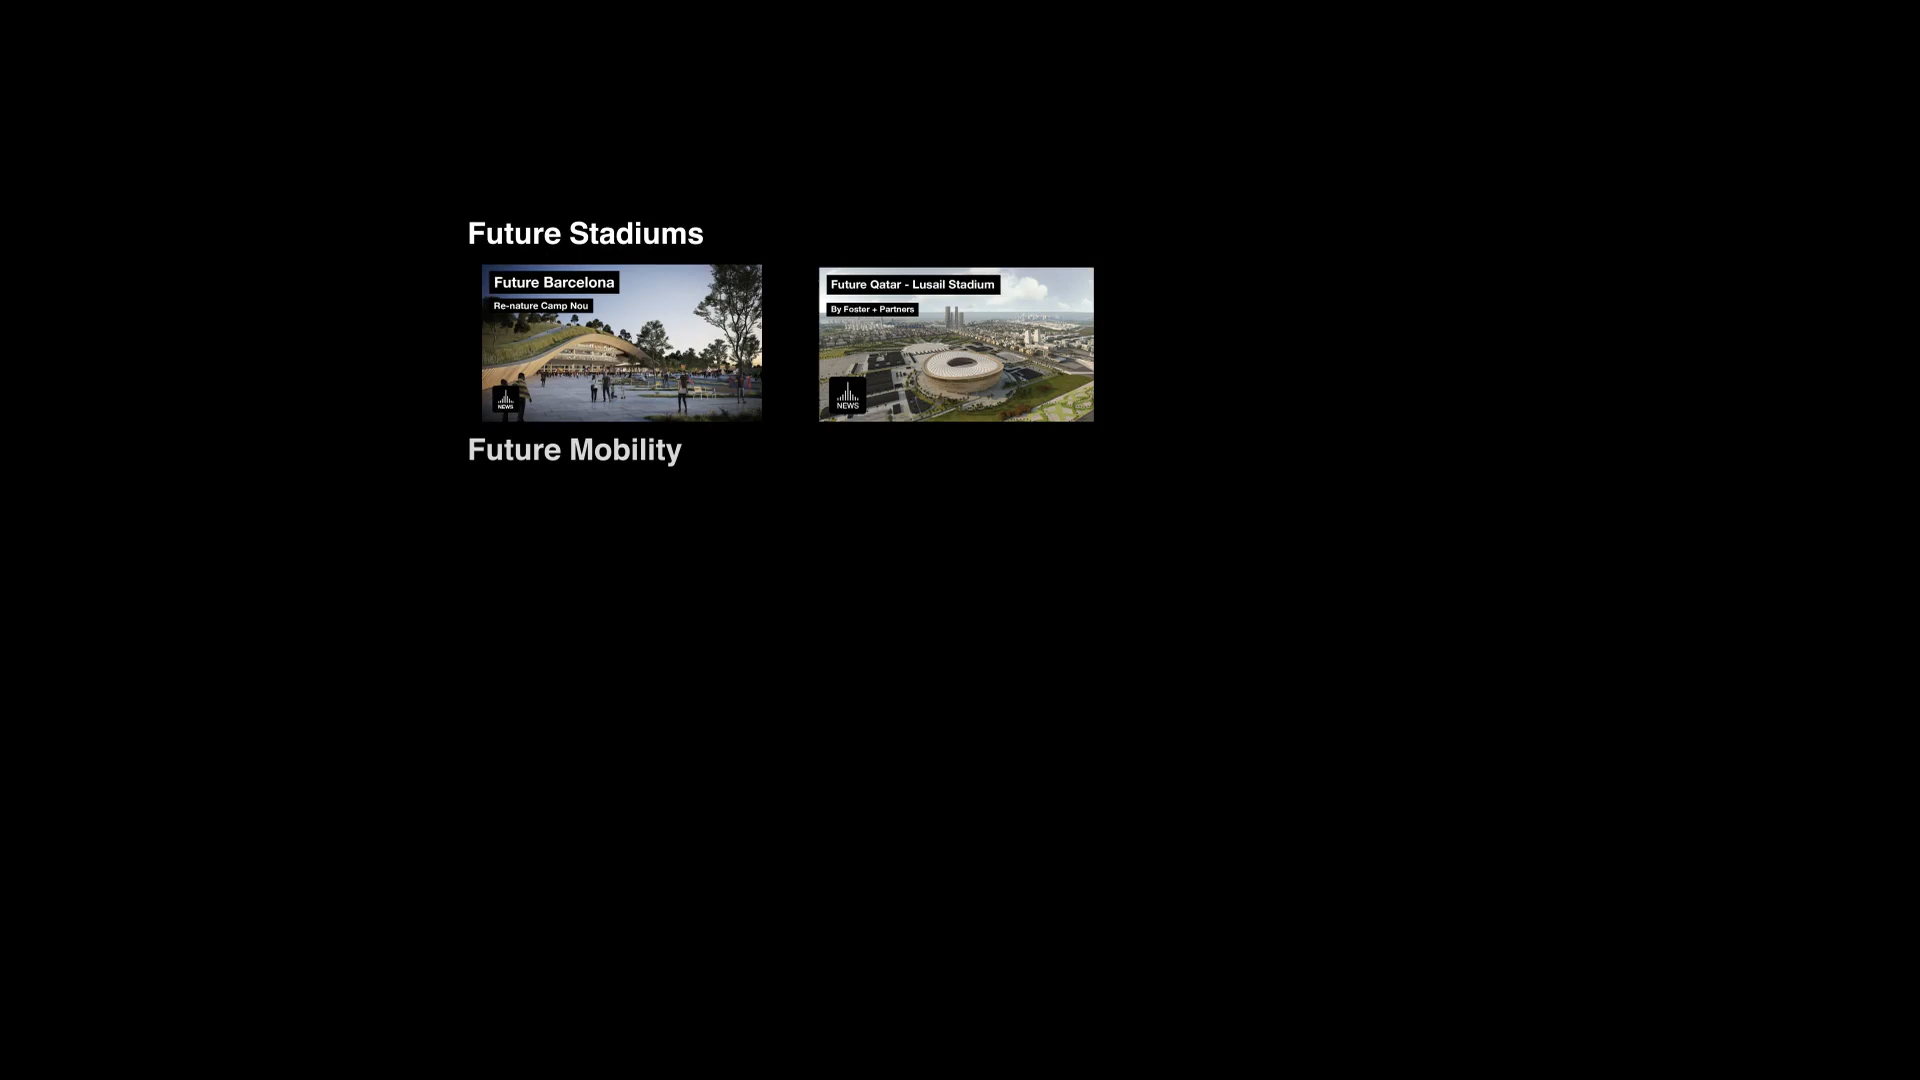 Future Stadiums
Future Barcelona
Re-nature Camp Nou
NEWS
Future Qatar - Lusail Stadium
By Foster + Partners
NEWS
Future Mobility